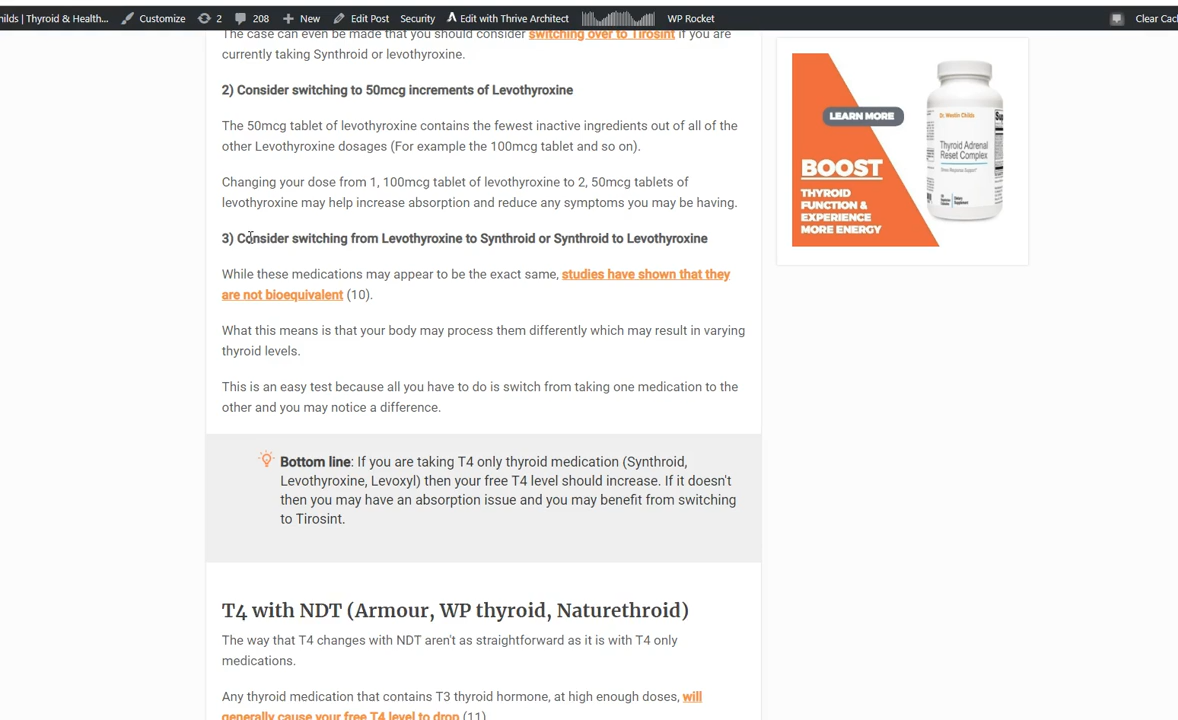 hilds | Thyroid & Health... Customize 2 208 New Edit Post Security Edit with Thrive Architect WP Rocket Clear Cac
The case can even be made that you should consider switching over to Tirosint if you are
currently taking Synthroid or levothyroxine.
2) Consider switching to 50mcg increments of Levothyroxine
The 50mcg tablet of levothyroxine contains the fewest inactive ingredients out of all of the
other Levothyroxine dosages (For example the 100mcg tablet and so on).
Changing your dose from 1, 100mcg tablet of levothyroxine to 2, 50mcg tablets of
levothyroxine may help increase absorption and reduce any symptoms you may be having.
3) Consider switching from Levothyroxine to Synthroid or Synthroid to Levothyroxine
While these medications may appear to be the exact same, studies have shown that they
are not bioequivalent (10).
What this means is that your body may process them differently which may result in varying
thyroid levels.
This is an easy test because all you have to do is switch from taking one medication to the
other and you may notice a difference.
Bottom line: If you are taking T4 only thyroid medication (Synthroid,
Levothyroxine, Levoxyl) then your free T4 level should increase. If it doesn't
then you may have an absorption issue and you may benefit from switching
to Tirosint.
T4 with NDT (Armour, WP thyroid, Naturethroid)
The way that T4 changes with NDT aren't as straightforward as it is with T4 only
medications.
Any thyroid medication that contains T3 thyroid hormone, at high enough doses, will
generally cause your free T4 level to drop (11)
LEARN MORE
BOOST
THYROID
FUNCTION &
EXPERIENCE
MORE ENERGY
Dr. Westin Childs
Thyroid Adrenal
Reset Complex